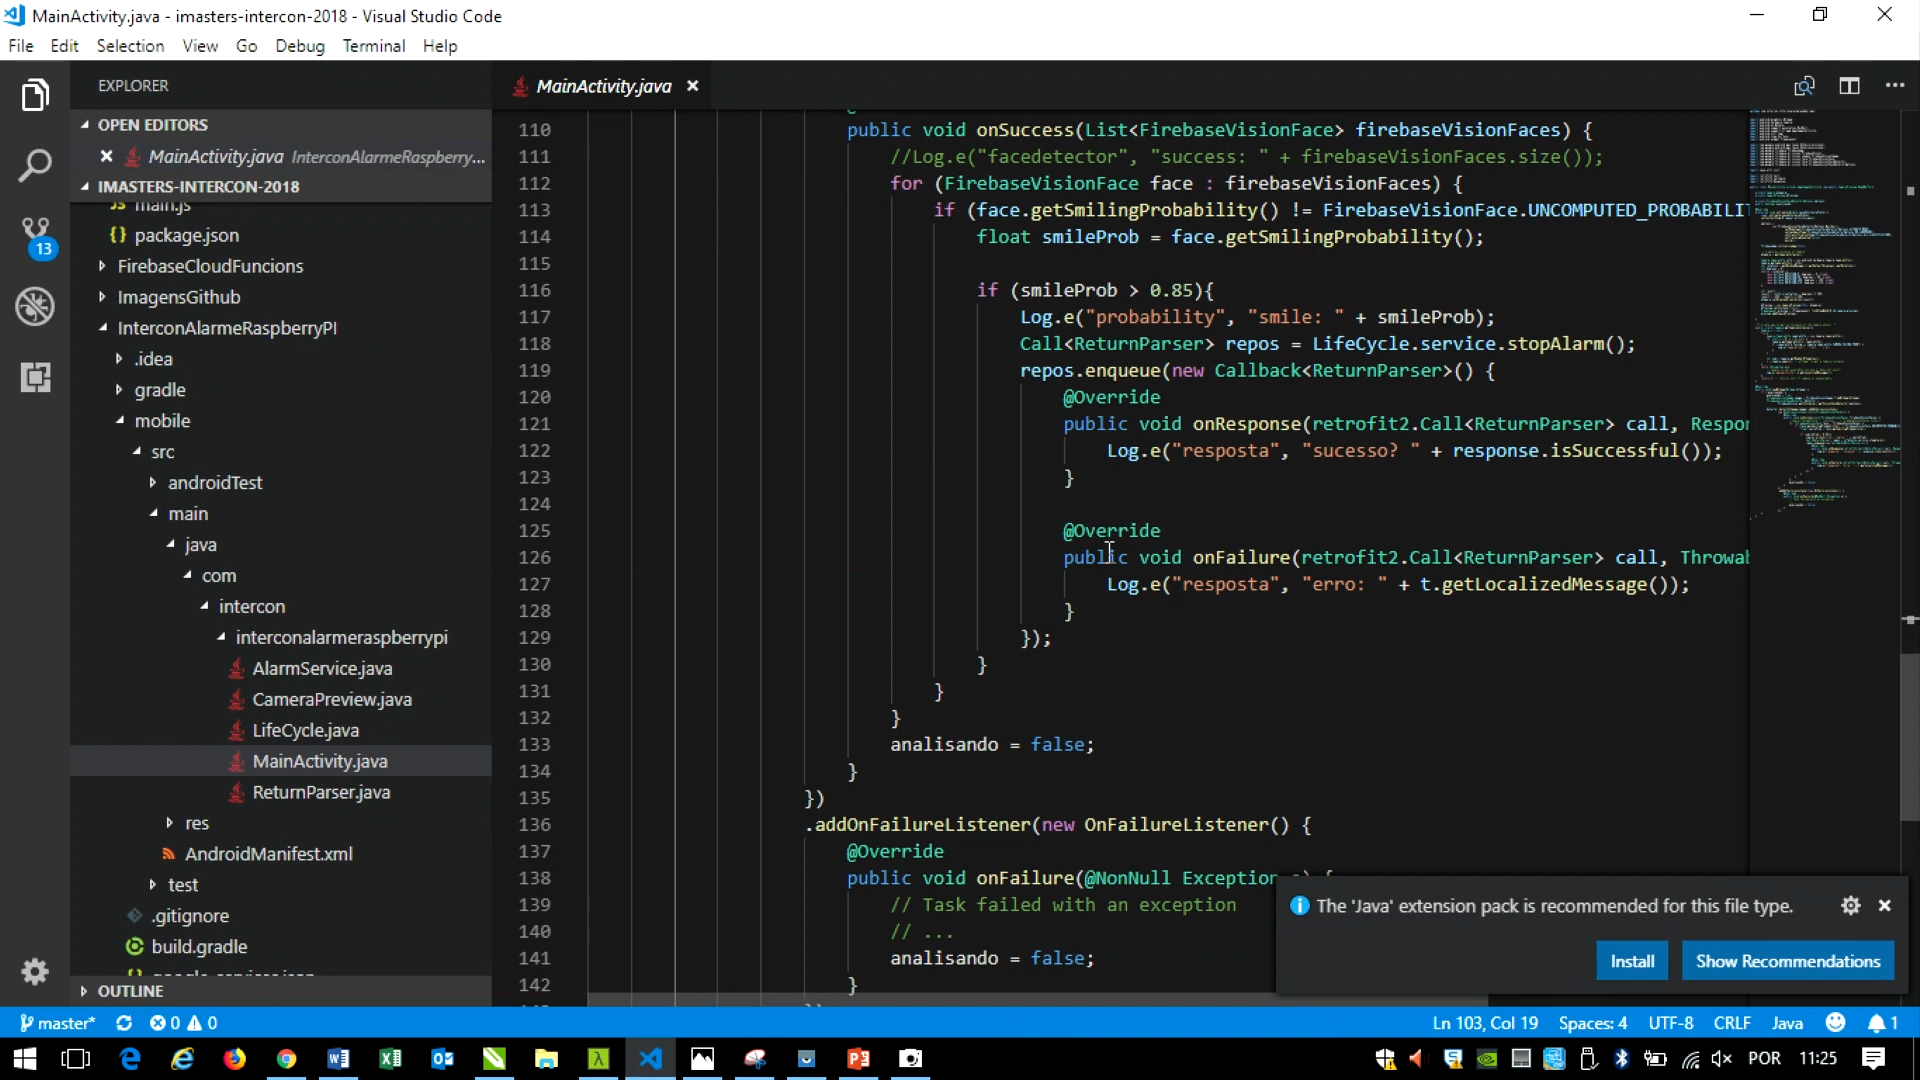 MainActivity.java - imasters-intercon-2018 - Visual Studio Code
File Edit Selection View Go Debug Terminal Help
EXPLORER
OPEN EDITORS
MainActivity.java InterconAlarmeRaspberry...
IMASTERS-INTERCON-2018
main.js
package.json
FirebaseCloudFuncions
ImagensGithub
InterconAlarmeRaspberryPI
.idea
gradle
mobile
src
androidTest
main
java
com
intercon
interconalarmeraspberrypi
AlarmService.java
CameraPreview.java
LifeCycle.java
MainActivity.java
ReturnParser.java
res
AndroidManifest.xml
test
.gitignore
build.gradle
OUTLINE
13
MainActivity.java
110 public void onSuccess(List<FirebaseVisionFace> firebaseVisionFaces) {
111 //Log.e("facedetector", "success: " + firebaseVisionFaces.size());
112 for (FirebaseVisionFace face : firebaseVisionFaces) {
113 if (face.getSmilingProbability() != FirebaseVisionFace.UNCOMPUTED_PROBABILIT
114 float smileProb = face.getSmilingProbability();
115
116 if (smileProb > 0.85){
117 Log.e("probability", "smile: " + smileProb);
118 Call<ReturnParser> repos = LifeCycle.service.stopAlarm();
119 repos.enqueue(new Callback<ReturnParser>() {
120 @Override
121 public void onResponse(retrofit2.Call<ReturnParser> call, Respon
122 Log.e("resposta", "sucesso? " + response.isSuccessful());
123 }
124
125 @Override
126 public void onFailure(retrofit2.Call<ReturnParser> call, Throwab
127 Log.e("resposta", "erro: " + t.getLocalizedMessage());
128 }
129 });
130 }
131 }
132 }
133 analisando = false;
134 }
135 })
136 .addOnFailureListener(new OnFailureListener() {
137 @Override
138 public void onFailure(@NonNull Exception
139 // Task failed with an exception
140 // ...
141 analisando = false;
142 }
The 'Java' extension pack is recommended for this file type.
Install Show Recommendations
master* 0 0 Ln 103, Col 19 Spaces: 4 UTF-8 CRLF Java 1
POR 11:25